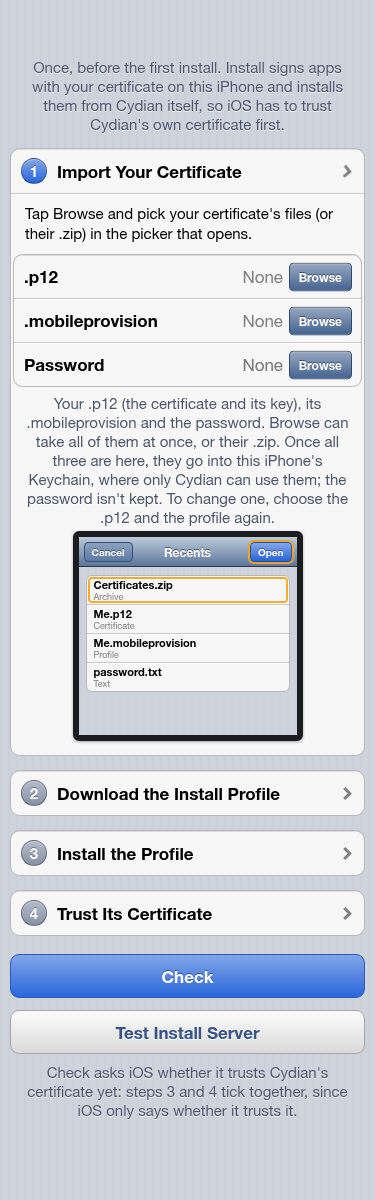 Once, before the first install. Install signs apps
with your certificate on this iPhone and installs
them from Cydian itself, so iOS has to trust
Cydian's own certificate first.
1 Import Your Certificate
Tap Browse and pick your certificate's files (or
their .zip) in the picker that opens.
.p12 None Browse
.mobileprovision None Browse
Password None Browse
Your .p12 (the certificate and its key), its
.mobileprovision and the password. Browse can
take all of them at once, or their .zip. Once all
three are here, they go into this iPhone's
Keychain, where only Cydian can use them; the
password isn't kept. To change one, choose the
.p12 and the profile again.
Cancel Recents Open
Certificates.zip
Archive
Me.p12
Certificate
Me.mobileprovision
Profile
password.txt
Text
2 Download the Install Profile
3 Install the Profile
4 Trust Its Certificate
Check
Test Install Server
Check asks iOS whether it trusts Cydian's
certificate yet: steps 3 and 4 tick together, since
iOS only says whether it trusts it.